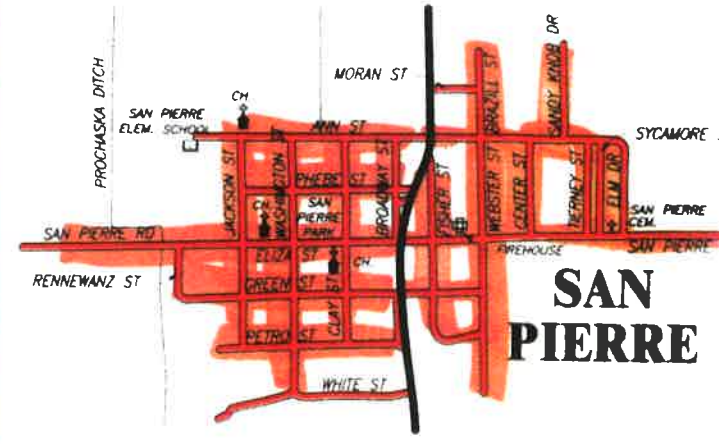 MORAN ST
SANDY KNOB DR
BRAZILL ST
PROCHASKA DITCH
CH
SAN PIERRE
ELEM. SCHOOL
ANN ST
SYCAMORE
JACKSON ST
WASHINGTON ST
PHEBE ST
BROADWAY ST
FISHER ST
WEBSTER ST
CENTER ST
TIERNEY ST
ELM DR
CH
SAN
PIERRE
PARK
SAN PIERRE
CEM.
SAN PIERRE RD
SAN PIERRE
ELIZA ST
FIREHOUSE
CH
RENNEWANZ ST
GREEN ST
CLAY ST
SAN
PIERRE
PETRO ST
WHITE ST